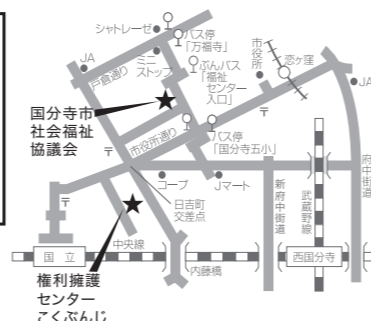 シャトレーゼ
バス停
「万福寺」
JA
ミニ
ストップ
戸倉通り
ぶんバス
「福祉
センター
入口」
市役所
恋ヶ窪
JA
国分寺市
社会福祉
協議会
〒
市役所通り
〒
バス停
「国分寺五小」
〒
コープ
Jマート
日吉町
交差点
新府中街道
武蔵野線
府中街道
中央線
国立
内藤橋
西国分寺
権利擁護
センター
こくぶんじ